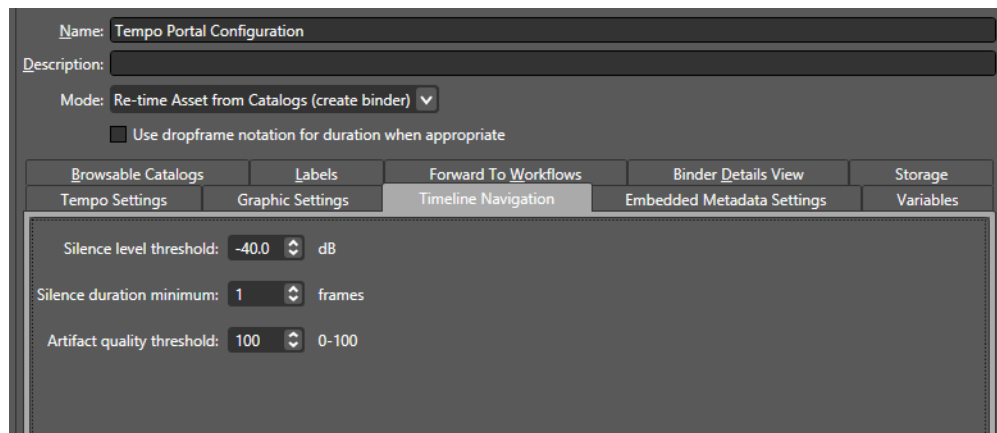 Name: Tempo Portal Configuration
Description:
Mode: Re-time Asset from Catalogs (create binder)
Use dropframe notation for duration when appropriate
Browsable Catalogs Labels Forward To Workflows Binder Details View Storage
Tempo Settings Graphic Settings Timeline Navigation Embedded Metadata Settings Variables
Silence level threshold: -40.0 dB
Silence duration minimum: 1 frames
Artifact quality threshold: 100 0-100